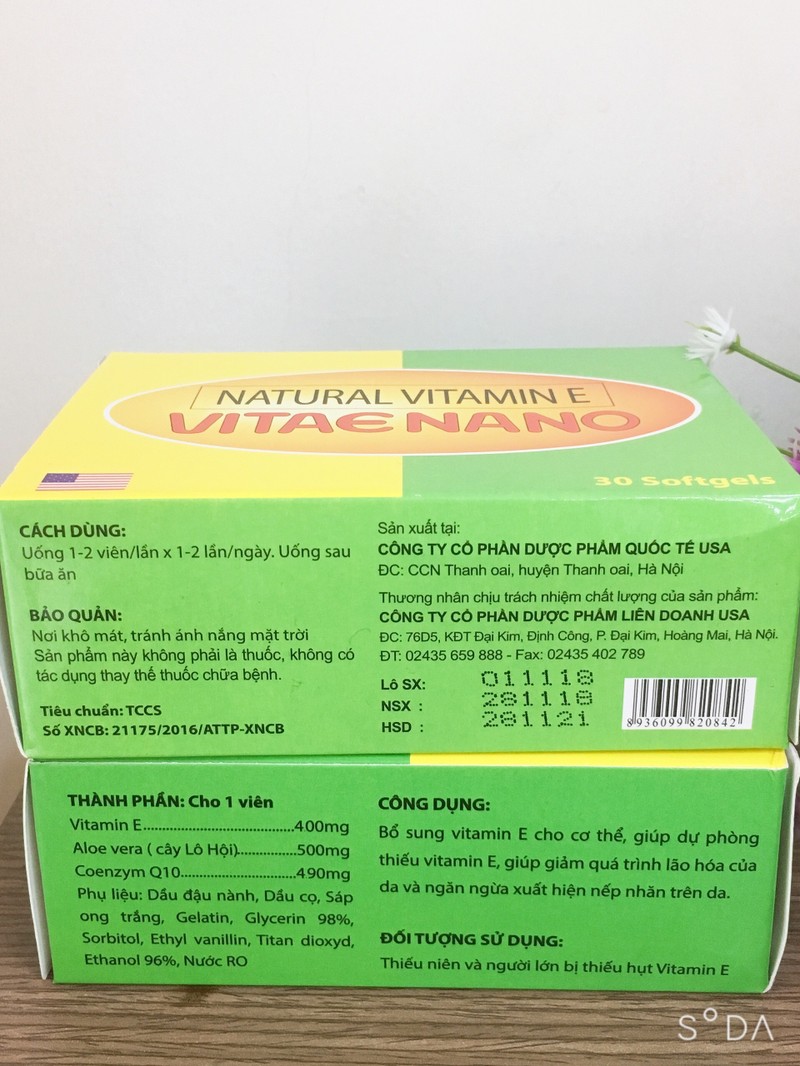 NATURAL VITAMIN E
VITAENANO
30 Softgels
CÁCH DÙNG:
Uống 1-2 viên/lần x 1-2 lần/ngày. Uống sau
bữa ăn
BẢO QUẢN:
Nơi khô mát, tránh ánh nắng mặt trời
Sản phẩm này không phải là thuốc, không có
tác dụng thay thế thuốc chữa bệnh.
Tiêu chuẩn: TCCS
Số XNCB: 21175/2016/ATTP-XNCB
Sản xuất tại:
CÔNG TY CỔ PHẦN DƯỢC PHẨM QUỐC TẾ USA
ĐC: CCN Thanh oai, huyện Thanh oai, Hà Nội
Thương nhân chịu trách nhiệm chất lượng của sản phẩm:
CÔNG TY CỔ PHẦN DƯỢC PHẨM LIÊN DOANH USA
ĐC: 76D5, KĐT Đại Kim, Định Công, P. Đại Kim, Hoàng Mai, Hà Nội.
ĐT: 02435 659 888 - Fax: 02435 402 789
Lô SX: 011118
NSX : 281118
HSD : 281121
8936099820842
THÀNH PHẦN: Cho 1 viên
Vitamin E......................................400mg
Aloe vera ( cây Lô Hội)...............500mg
Coenzym Q10.............................490mg
Phụ liệu: Dầu đậu nành, Dầu cọ, Sáp
ong trắng, Gelatin, Glycerin 98%,
Sorbitol, Ethyl vanillin, Titan dioxyd,
Ethanol 96%, Nước RO
CÔNG DỤNG:
Bổ sung vitamin E cho cơ thể, giúp dự phòng
thiếu vitamin E, giúp giảm quá trình lão hóa của
da và ngăn ngừa xuất hiện nếp nhăn trên da.
ĐỐI TƯỢNG SỬ DỤNG:
Thiếu niên và người lớn bị thiếu hụt Vitamin E
SODA